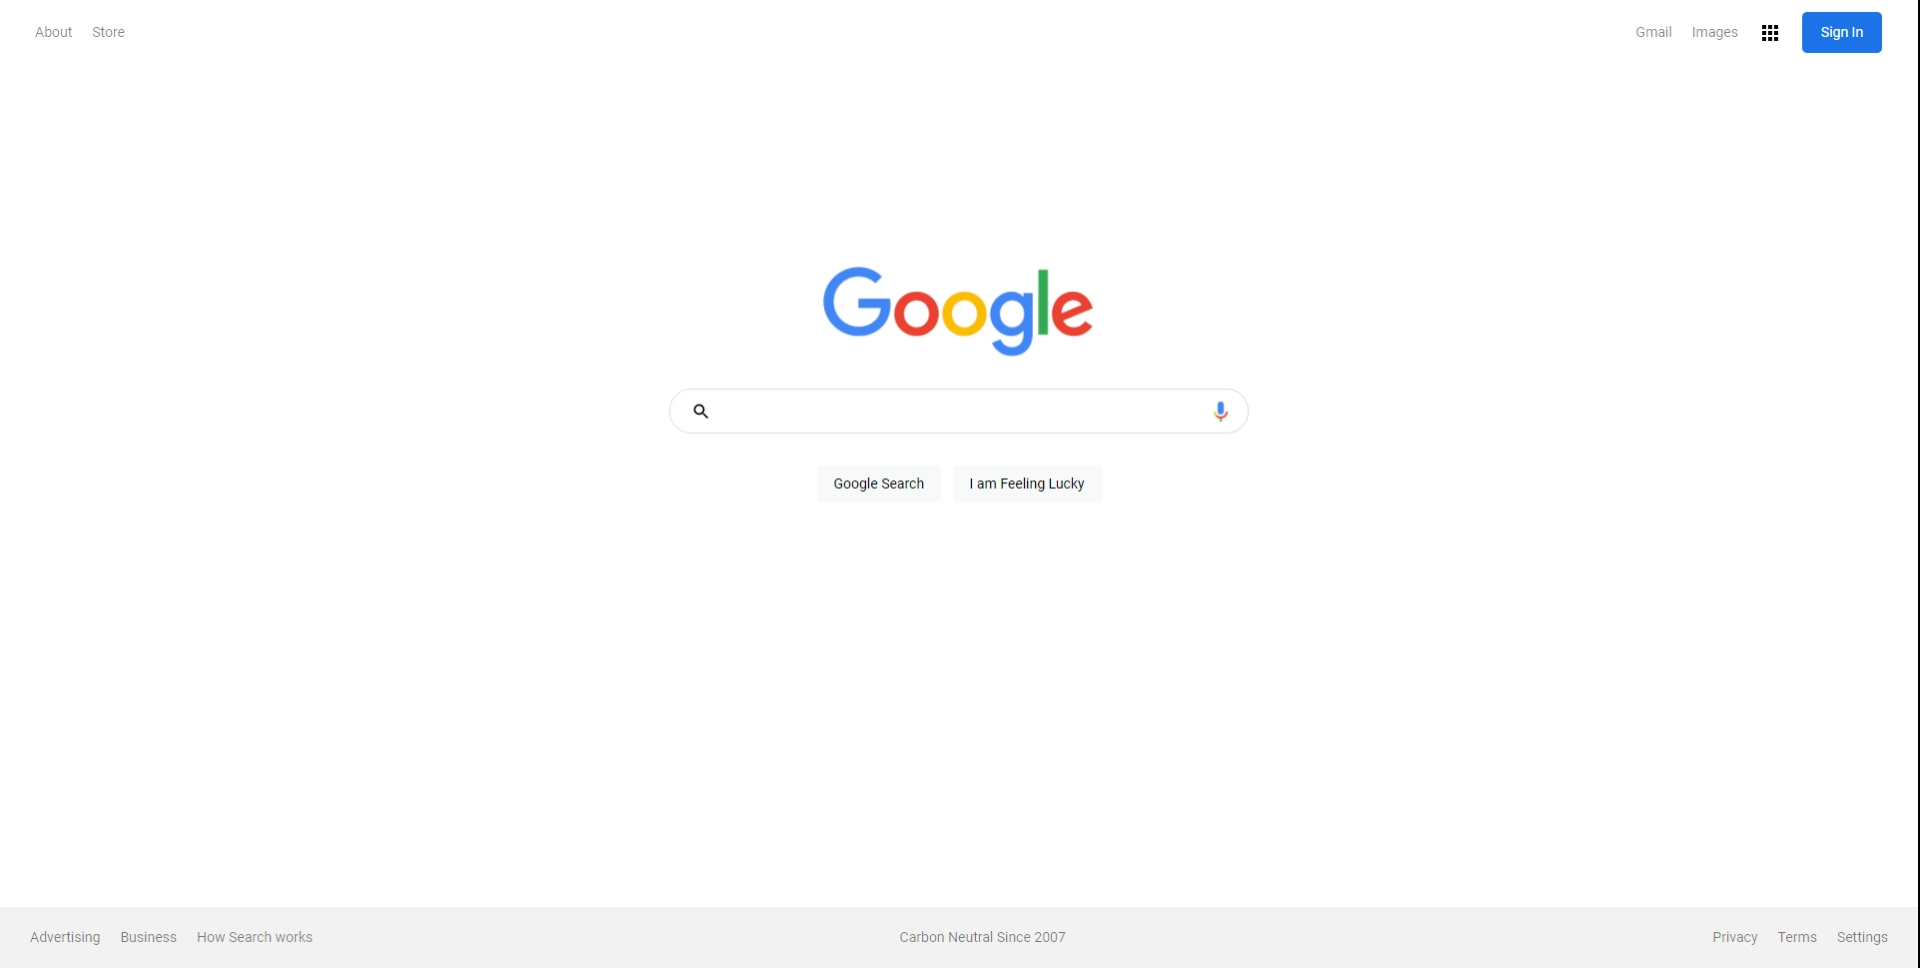 About Store Gmail Images Sign In
Google
Google Search I am Feeling Lucky
Advertising Business How Search works Carbon Neutral Since 2007 Privacy Terms Settings